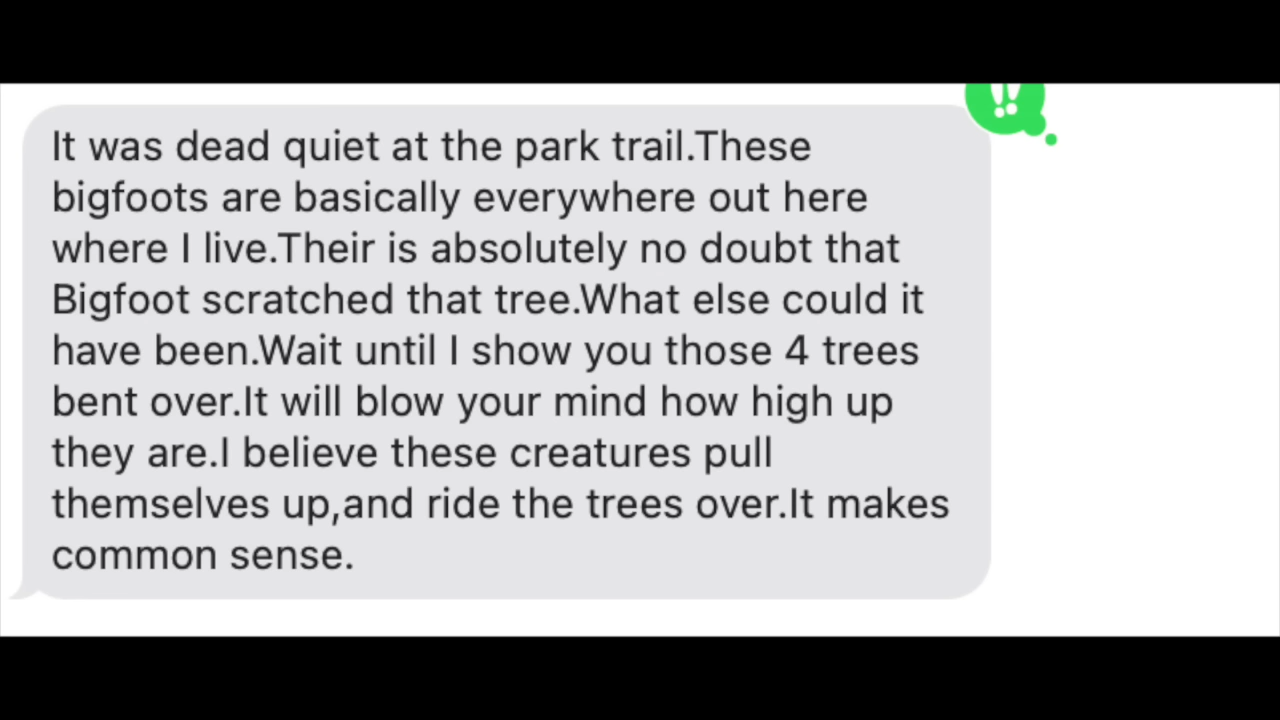 It was dead quiet at the park trail.These
bigfoots are basically everywhere out here
where I live.Their is absolutely no doubt that
Bigfoot scratched that tree.What else could it
have been.Wait until I show you those 4 trees
bent over.It will blow your mind how high up
they are.I believe these creatures pull
themselves up,and ride the trees over.It makes
common sense.